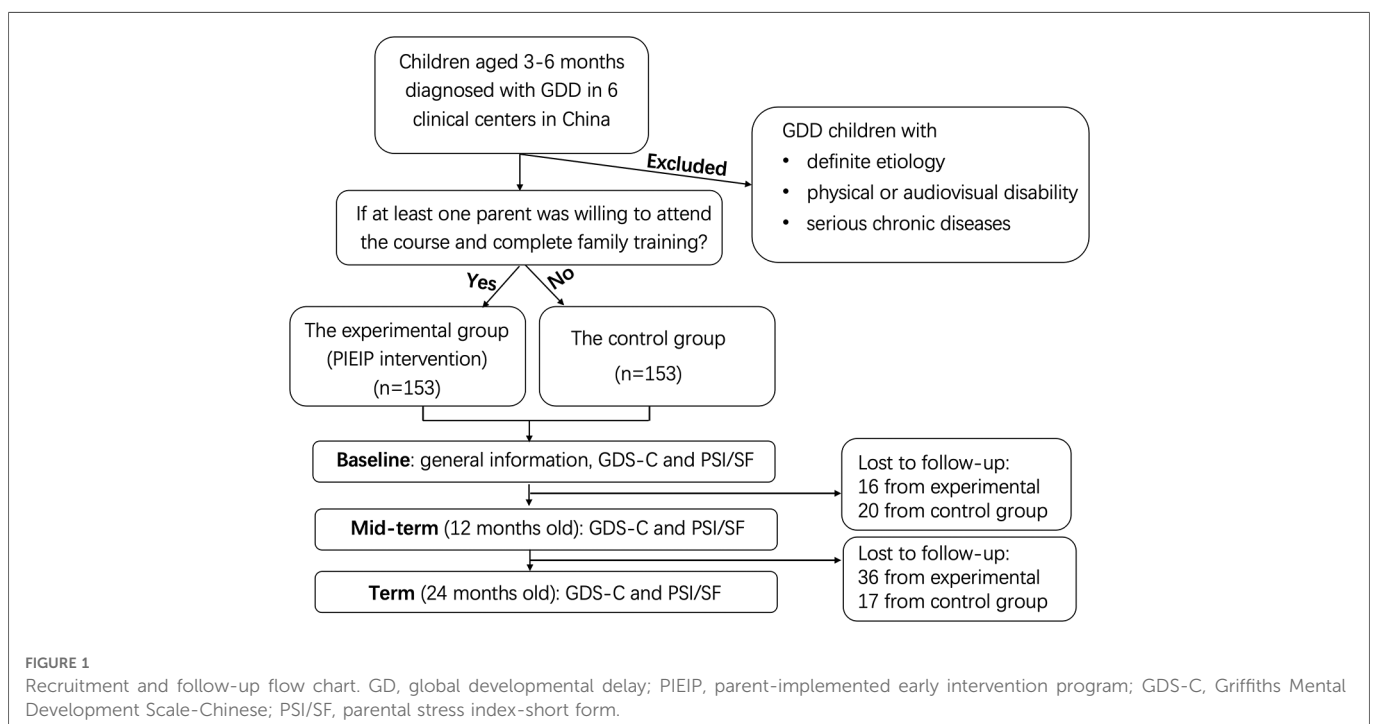 Children aged 3-6 months
diagnosed with GDD in 6
clinical centers in China
Excluded
GDD children with
• definite etiology
• physical or audiovisual disability
• serious chronic diseases
If at least one parent was willing to attend
the course and complete family training?
Yes
No
The experimental group
(PIEIP intervention)
(n=153)
The control group
(n=153)
Baseline: general information, GDS-C and PSI/SF
Lost to follow-up:
16 from experimental
20 from control group
Mid-term (12 months old): GDS-C and PSI/SF
Lost to follow-up:
36 from experimental
17 from control group
Term (24 months old): GDS-C and PSI/SF
FIGURE 1
Recruitment and follow-up flow chart. GD, global developmental delay; PIEIP, parent-implemented early intervention program; GDS-C, Griffiths Mental
Development Scale-Chinese; PSI/SF, parental stress index-short form.